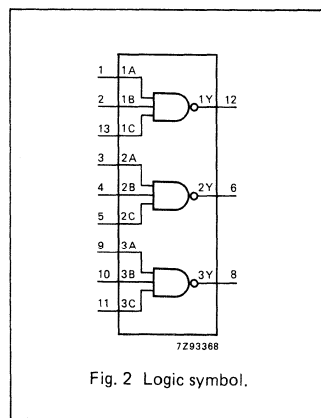 1 1A
2 1B 1Y 12
13 1C
3 2A
4 2B 2Y 6
5 2C
9 3A
10 3B 3Y 8
11 3C
7Z93368
Fig. 2 Logic symbol.